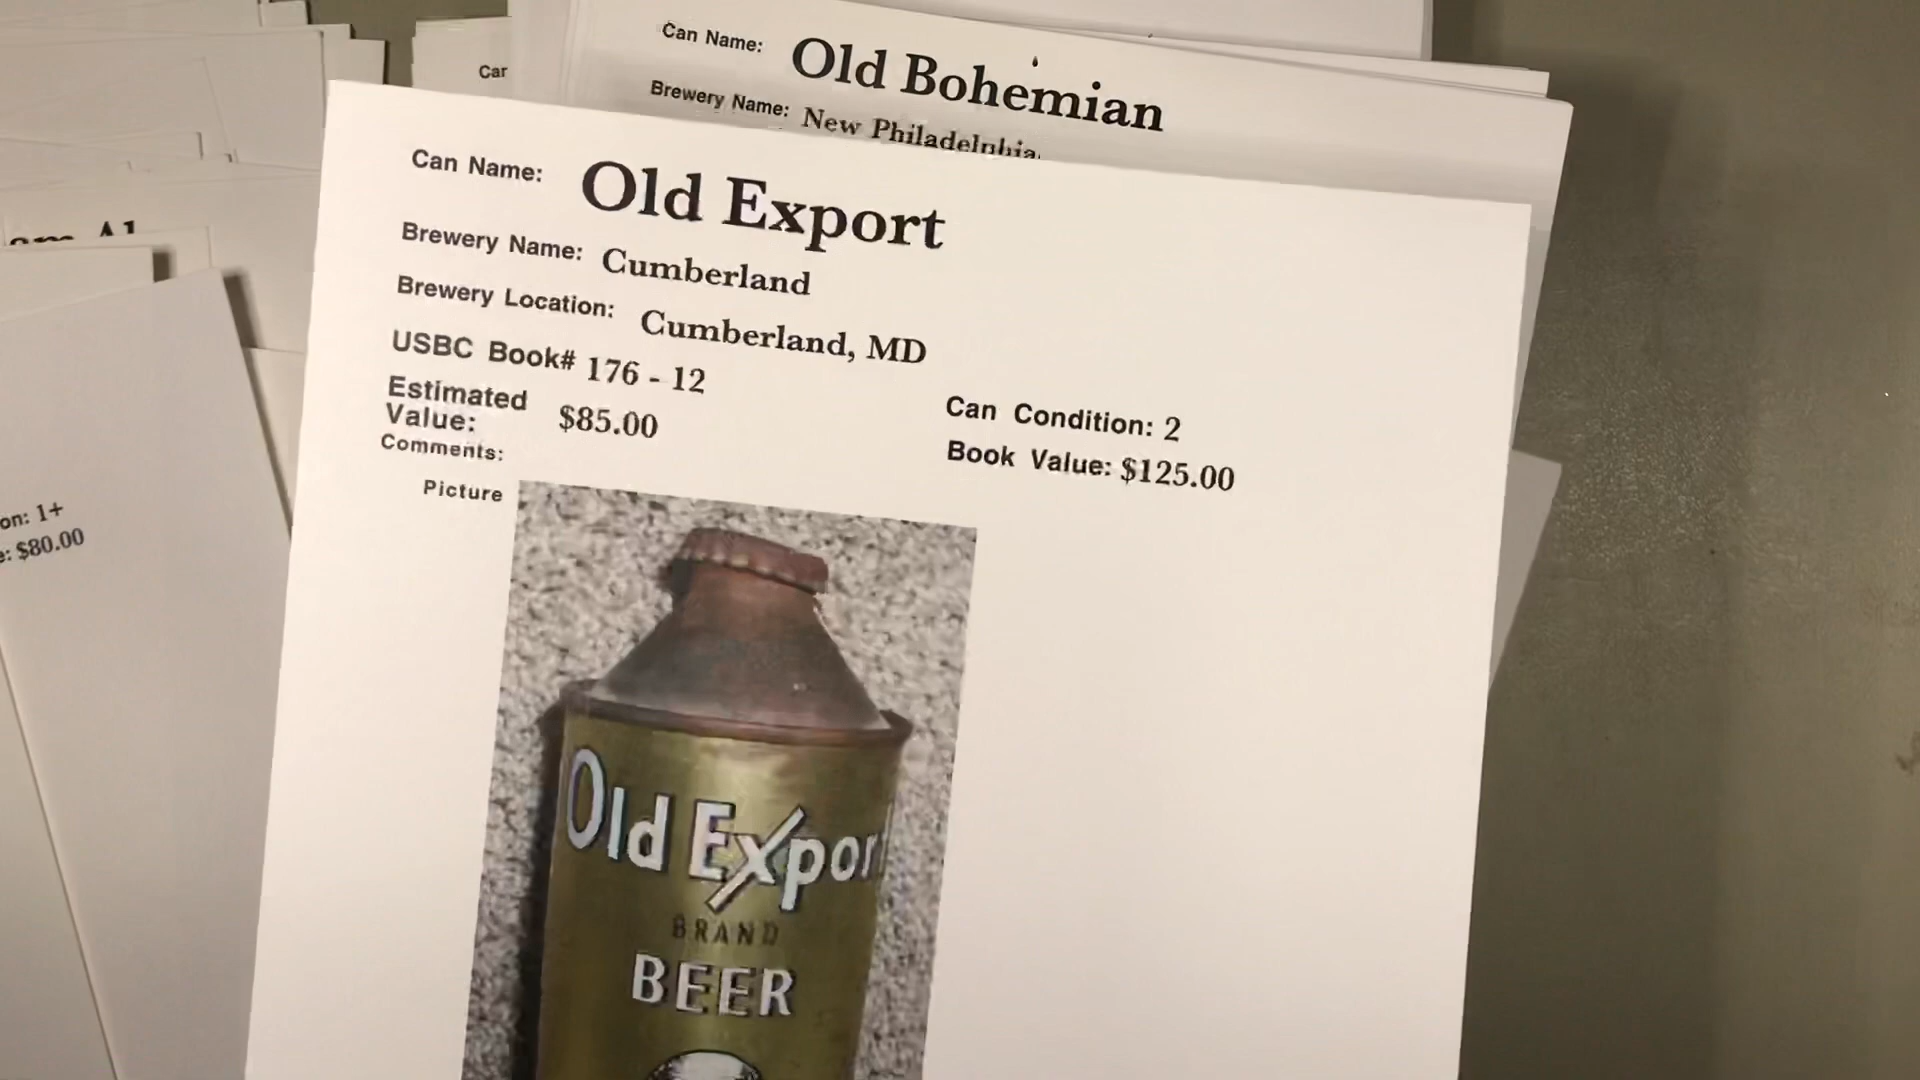 Can Name: Old Bohemian
Brewery Name: New Philadelphia
Car
Can Name: Old Export
Brewery Name: Cumberland
Brewery Location: Cumberland, MD
USBC Book# 176 - 12
Estimated Value: $85.00
Can Condition: 2
Book Value: $125.00
Comments:
Picture
Old Export
BRAND
BEER
on: 1+
e: $80.00